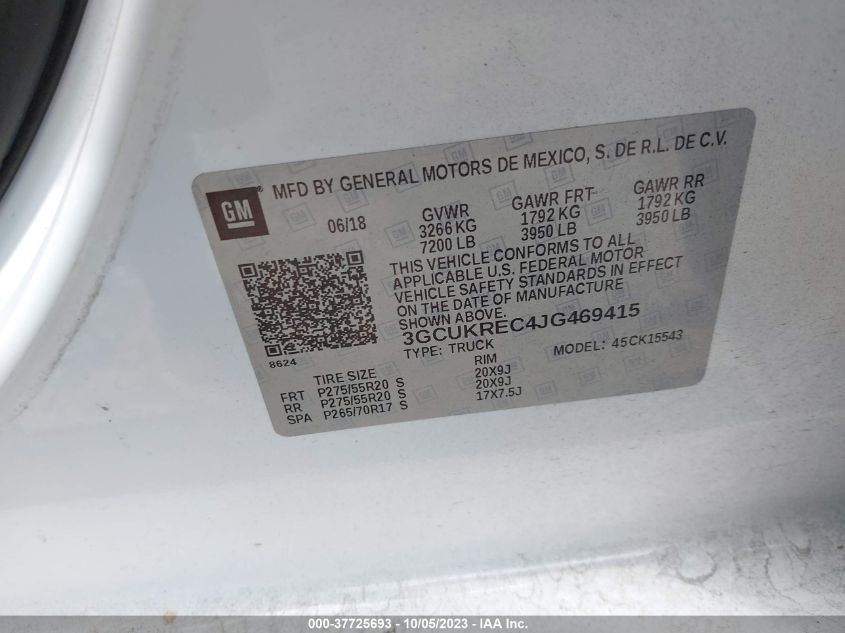 GM ® MFD BY GENERAL MOTORS DE MEXICO, S. DE R.L. DE C.V.
06/18 GVWR GAWR FRT GAWR RR
3266 KG 1792 KG 1792 KG
7200 LB 3950 LB 3950 LB
THIS VEHICLE CONFORMS TO ALL
APPLICABLE U.S. FEDERAL MOTOR
VEHICLE SAFETY STANDARDS IN EFFECT
ON THE DATE OF MANUFACTURE
SHOWN ABOVE.
3GCUKREC4JG469415
8624 TYPE: TRUCK MODEL: 45CK15543
TIRE SIZE RIM
FRT P275/55R20 S 20X9J
RR P275/55R20 S 20X9J
SPA P265/70R17 S 17X7.5J
000-37725693 - 10/05/2023 - IAA Inc.